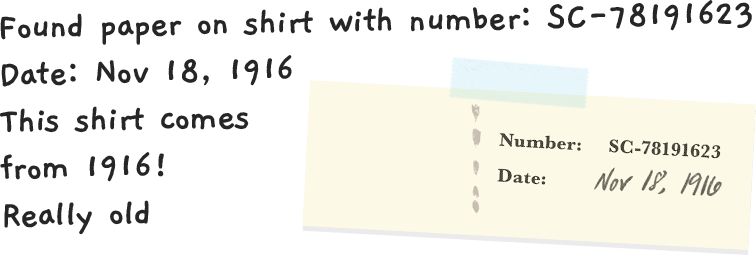 Found paper on shirt with number: SC-78191623
Date: Nov 18, 1916
This shirt comes
from 1916!
Really old
Number: SC-78191623
Date: Nov 18, 1916